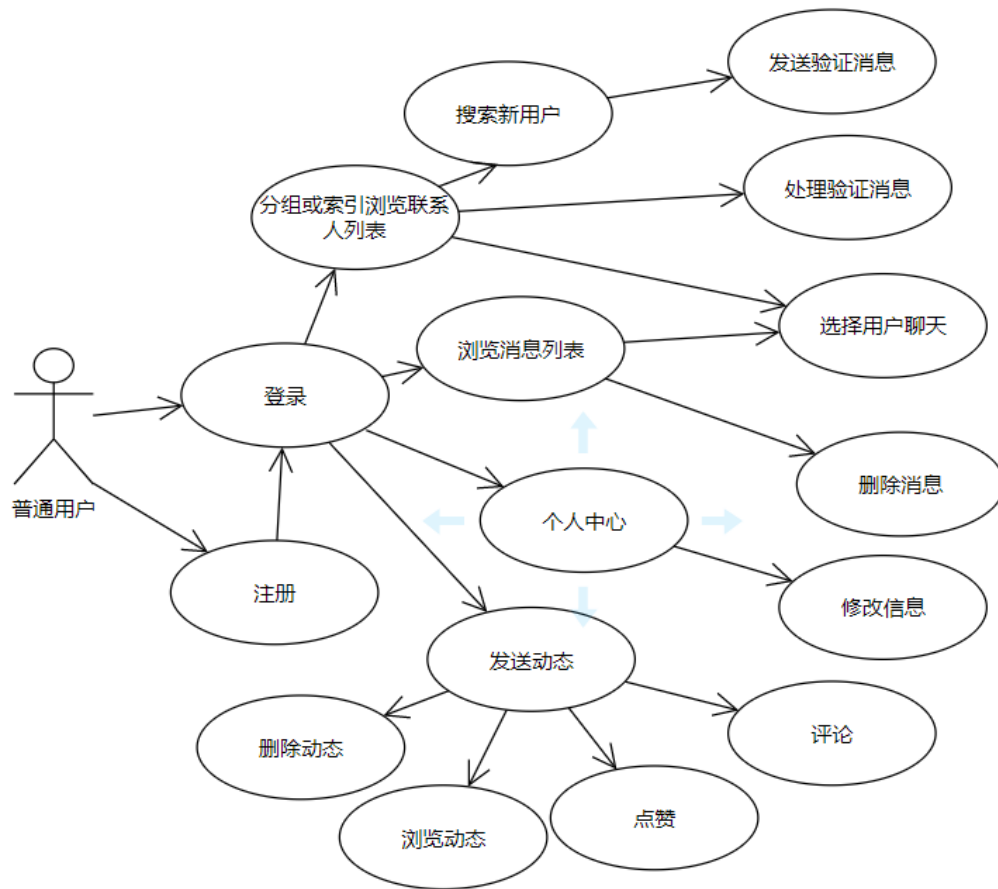 发送验证消息
搜索新用户
处理验证消息
分组或索引浏览联系
人列表
选择用户聊天
浏览消息列表
登录
删除消息
普通用户
个人中心
注册
修改信息
发送动态
评论
删除动态
点赞
浏览动态